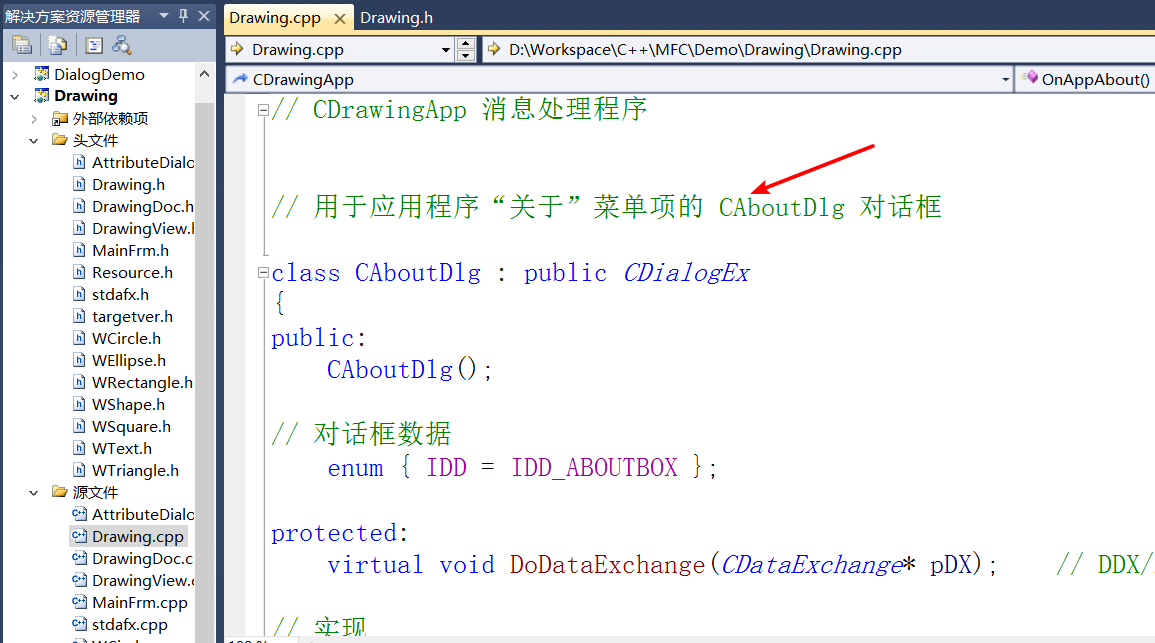 解决方案资源管理器
DialogDemo
Drawing
外部依赖项
头文件
AttributeDialo
Drawing.h
DrawingDoc.h
DrawingView.h
MainFrm.h
Resource.h
stdafx.h
targetver.h
WCircle.h
WEllipse.h
WRectangle.h
WShape.h
WSquare.h
WText.h
WTriangle.h
源文件
AttributeDialo
Drawing.cpp
DrawingDoc.c
DrawingView.c
MainFrm.cpp
stdafx.cpp
Drawing.cpp Drawing.h
Drawing.cpp D:\Workspace\C++\MFC\Demo\Drawing\Drawing.cpp
CDrawingApp OnAppAbout()
// CDrawingApp 消息处理程序
// 用于应用程序“关于”菜单项的 CAboutDlg 对话框
class CAboutDlg : public CDialogEx
{
public:
CAboutDlg();
// 对话框数据
enum { IDD = IDD_ABOUTBOX };
protected:
virtual void DoDataExchange(CDataExchange* pDX); // DDX/
// 实现